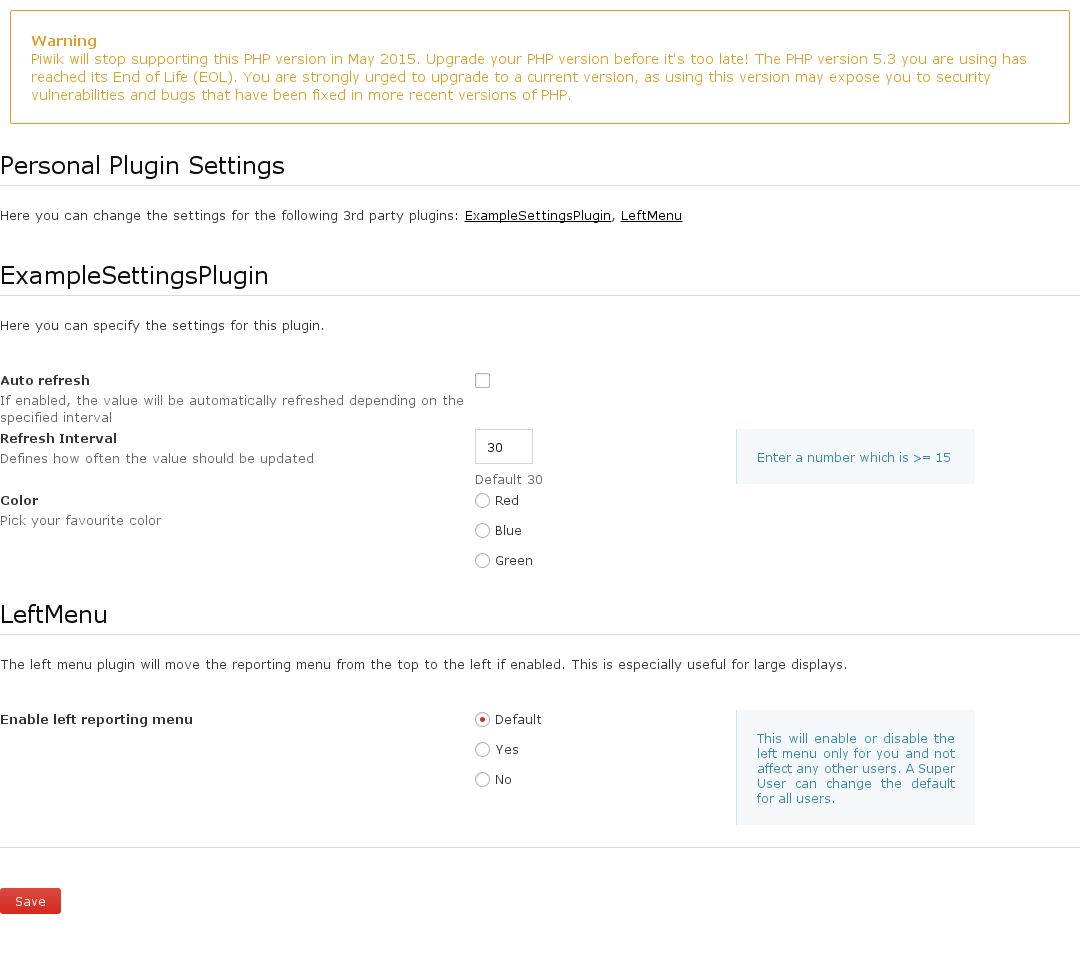 Warning
Piwik will stop supporting this PHP version in May 2015. Upgrade your PHP version before it's too late! The PHP version 5.3 you are using has
reached its End of Life (EOL). You are strongly urged to upgrade to a current version, as using this version may expose you to security
vulnerabilities and bugs that have been fixed in more recent versions of PHP.
Personal Plugin Settings
Here you can change the settings for the following 3rd party plugins: ExampleSettingsPlugin, LeftMenu
ExampleSettingsPlugin
Here you can specify the settings for this plugin.
Auto refresh
If enabled, the value will be automatically refreshed depending on the
specified interval
Refresh Interval
Defines how often the value should be updated
30
Default 30
Enter a number which is >= 15
Color
Pick your favourite color
Red
Blue
Green
LeftMenu
The left menu plugin will move the reporting menu from the top to the left if enabled. This is especially useful for large displays.
Enable left reporting menu
Default
Yes
No
This will enable or disable the
left menu only for you and not
affect any other users. A Super
User can change the default
for all users.
Save